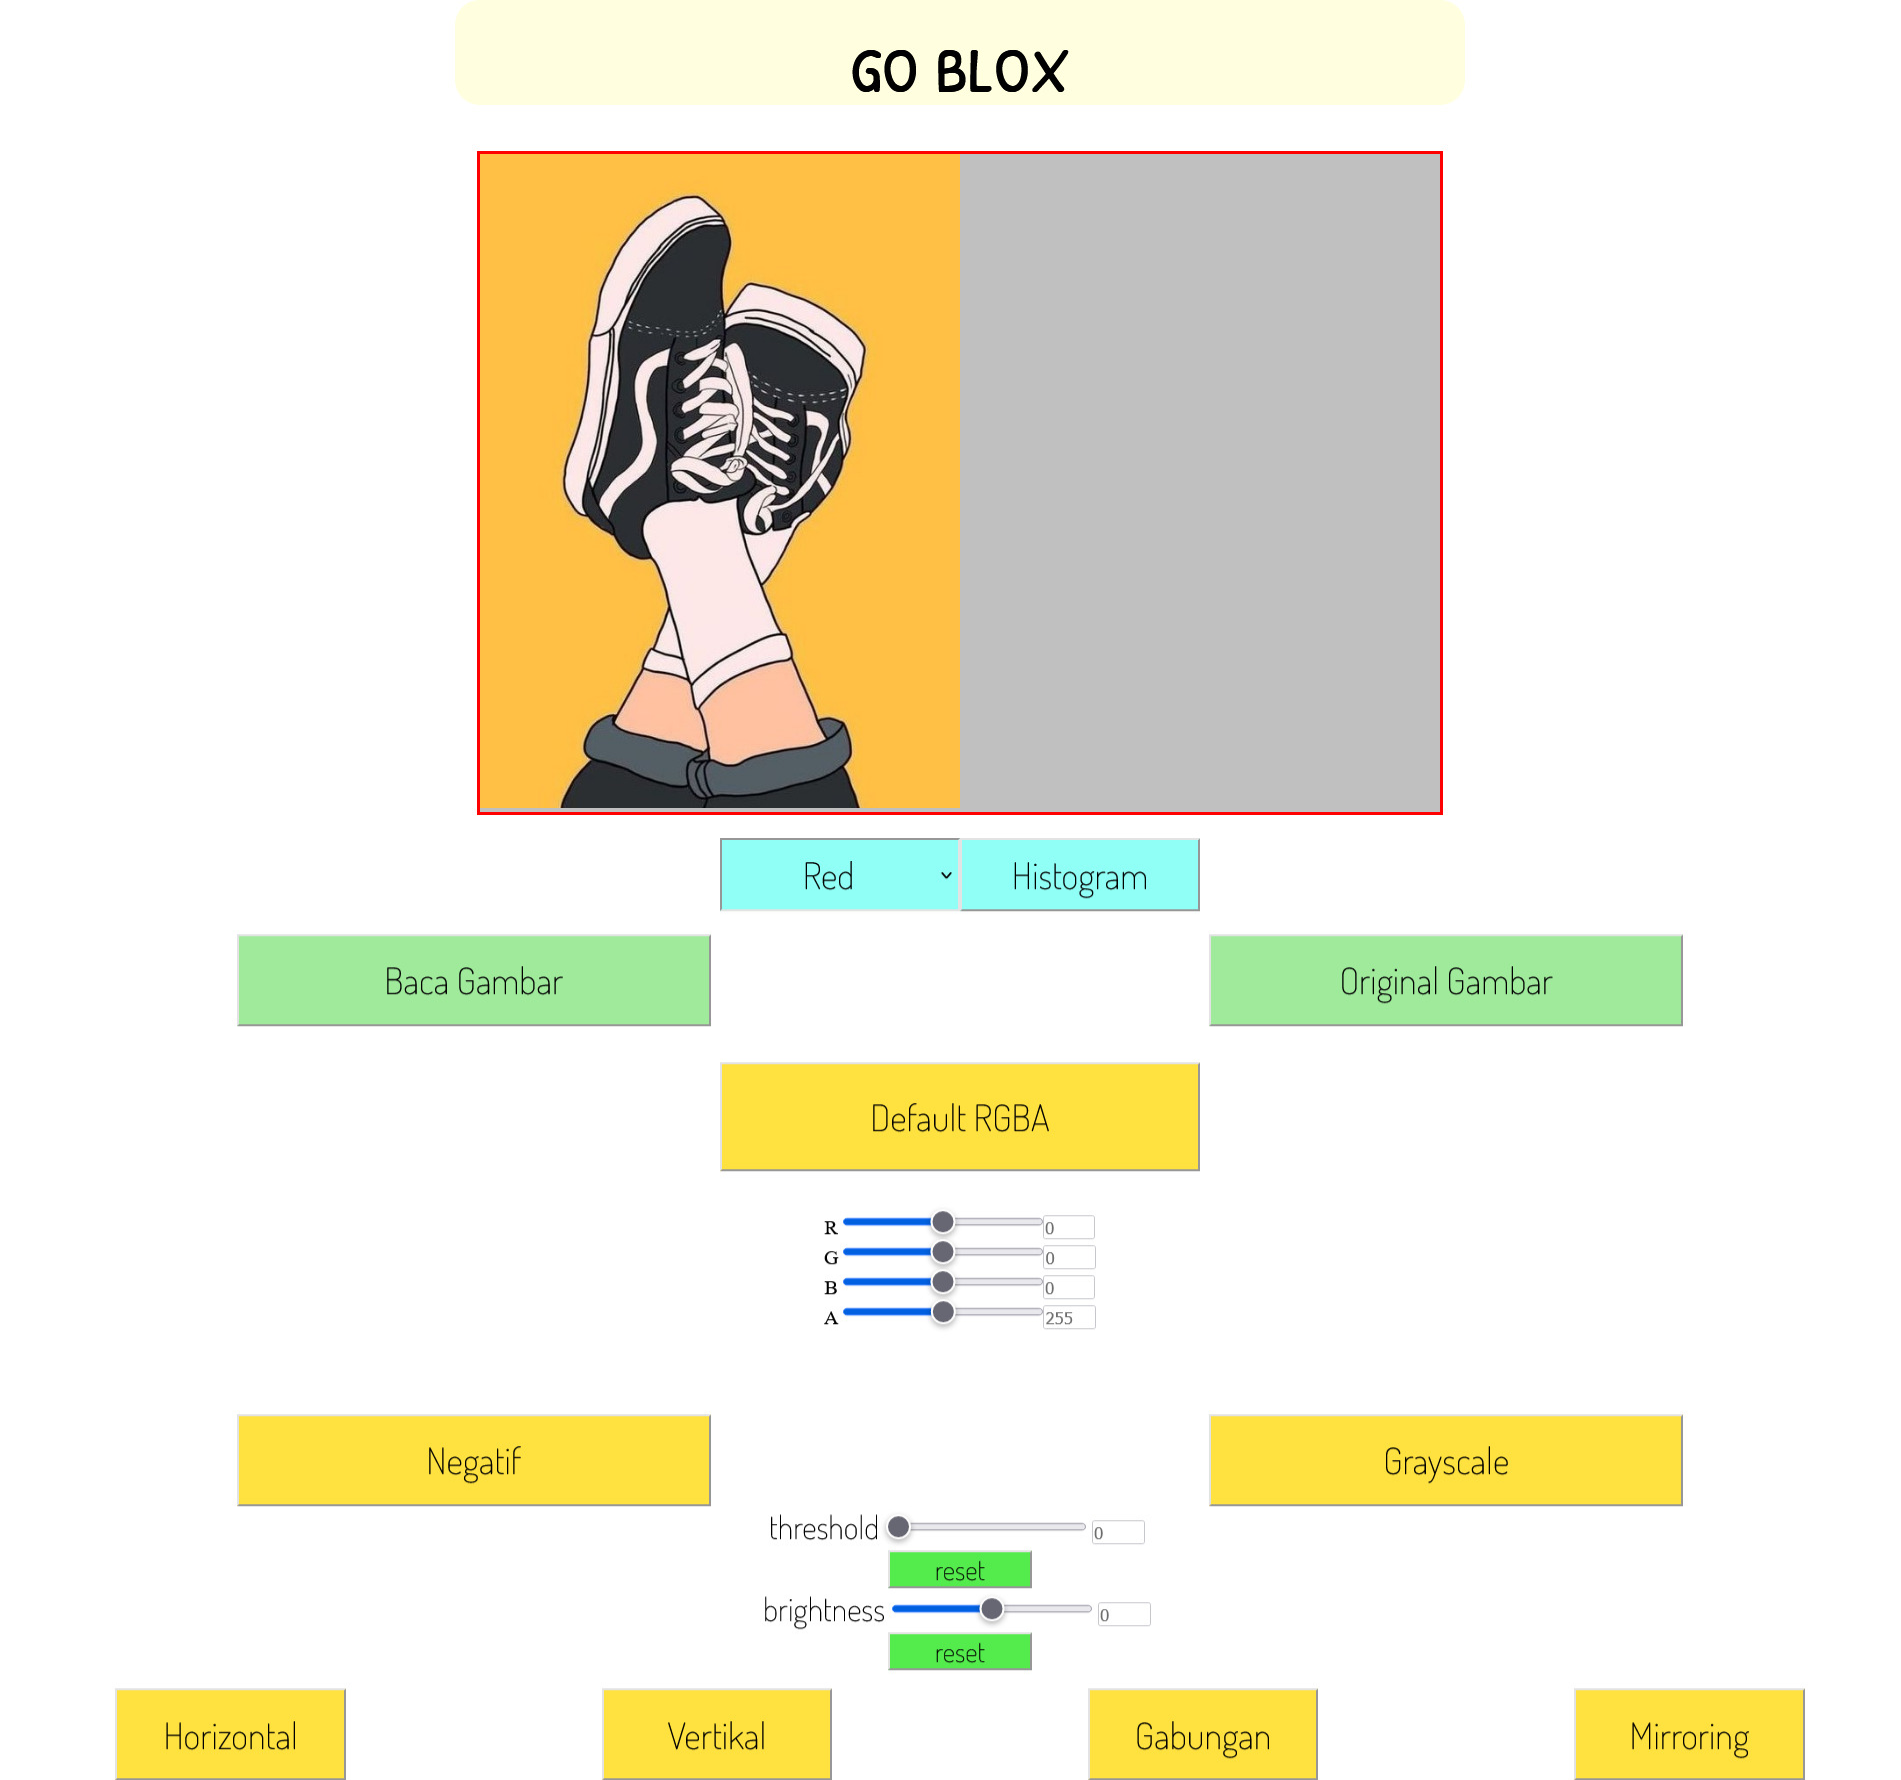 GO BLOX
Red Histogram
Baca Gambar Original Gambar
Default RGBA
R 0
G 0
B 0
A 255
Negatif Grayscale
threshold 0
reset
brightness 0
reset
Horizontal Vertikal Gabungan Mirroring